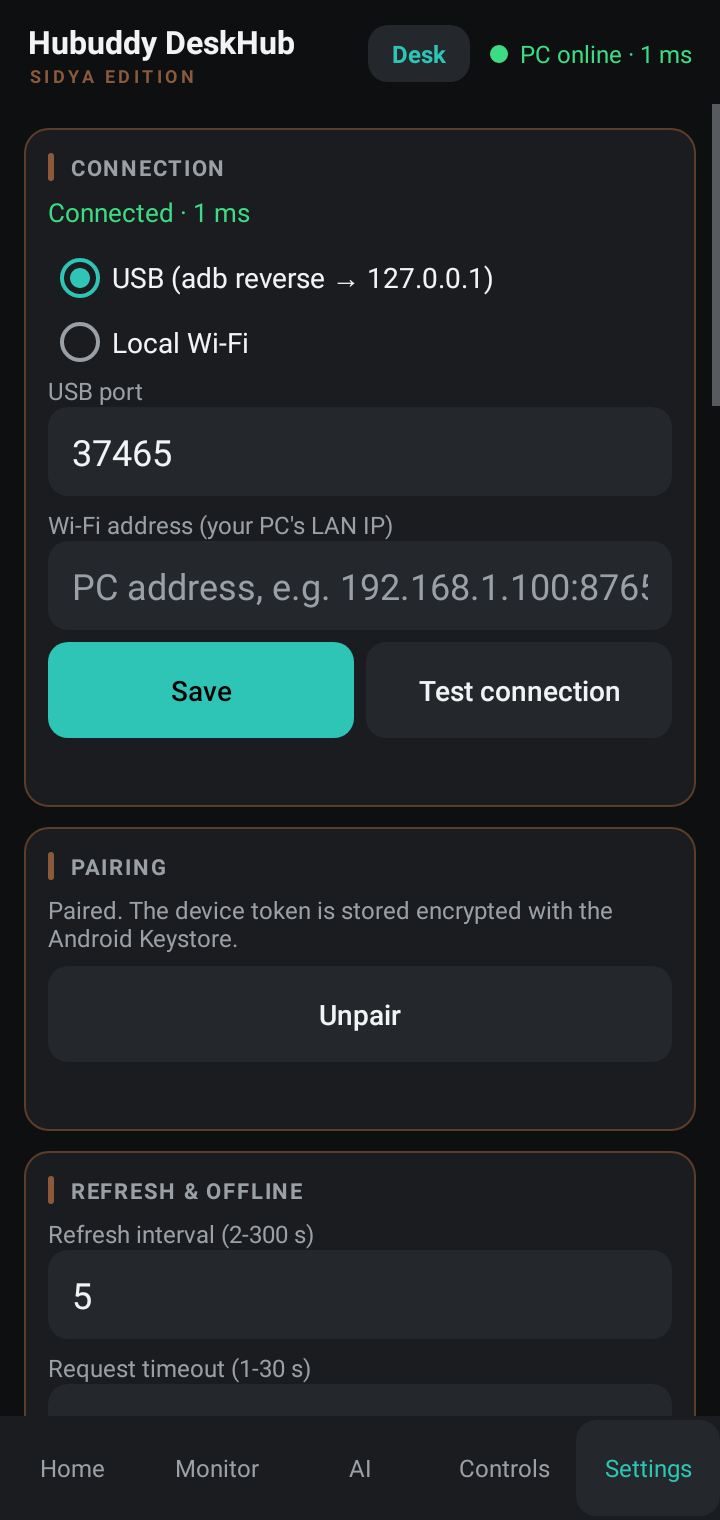 Hubuddy DeskHub
SIDYA EDITION
Desk
PC online · 1 ms
CONNECTION
Connected · 1 ms
USB (adb reverse → 127.0.0.1)
Local Wi-Fi
USB port
37465
Wi-Fi address (your PC's LAN IP)
PC address, e.g. 192.168.1.100:8765
Save
Test connection
PAIRING
Paired. The device token is stored encrypted with the
Android Keystore.
Unpair
REFRESH & OFFLINE
Refresh interval (2-300 s)
5
Request timeout (1-30 s)
Home
Monitor
AI
Controls
Settings